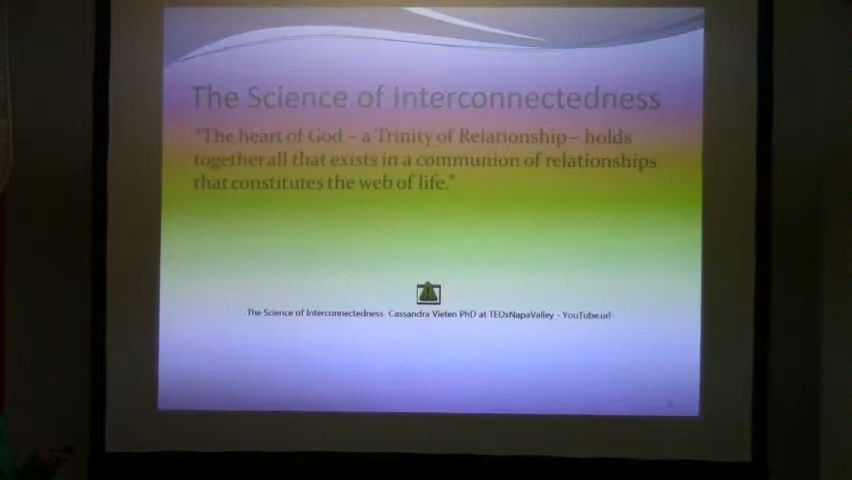 The Science of Interconnectedness
"The heart of God – a Trinity of Relationship– holds
together all that exists in a communion of relationships
that constitutes the web of life."
The Science of Interconnectedness Cassandra Vieten PhD at TEDxNapaValley - YouTube.url